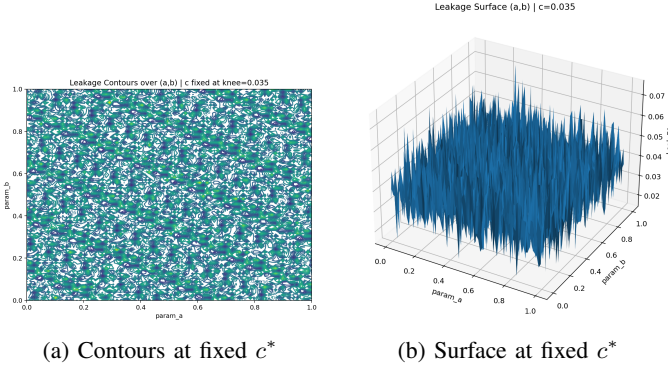 Leakage Surface (a,b) | c=0.035
Leakage Contours over (a,b) | c fixed at knee=0.035
1.0
0.8
0.6
0.4
0.2
0.0
param_b
0.0 0.2 0.4 0.6 0.8 1.0
param_a
0.07
0.06
0.05
0.04
0.03
0.02
0.0 0.2 0.4 0.6 0.8 1.0
param_a
0.0 0.2 0.4 0.6 0.8 1.0
param_b
(a) Contours at fixed c*
(b) Surface at fixed c*